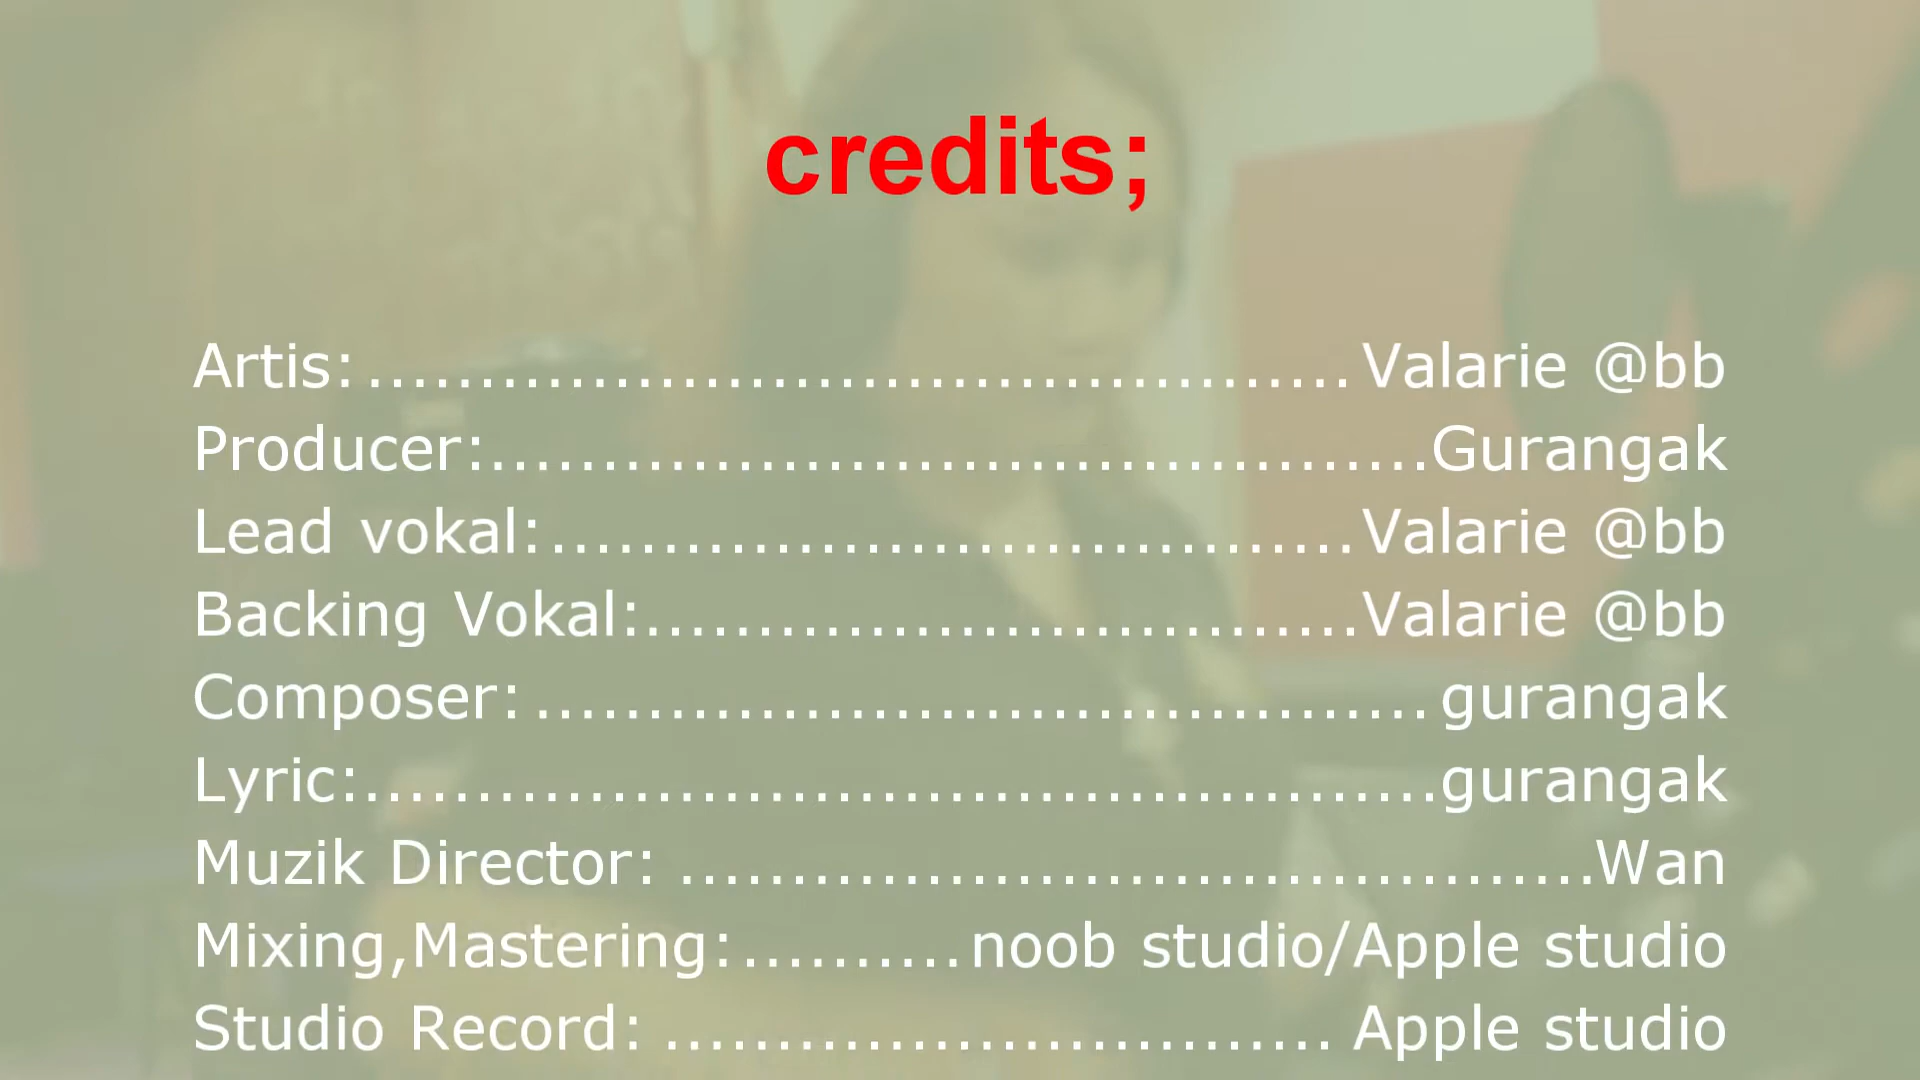 credits;
Artis:............................................Valarie @bb
Producer:..........................................Gurangak
Lead vokal:....................................Valarie @bb
Backing Vokal:................................Valarie @bb
Composer:........................................gurangak
Lyric:................................................gurangak
Muzik Director: .........................................Wan
Mixing,Mastering:..........noob studio/Apple studio
Studio Record: .............................. Apple studio